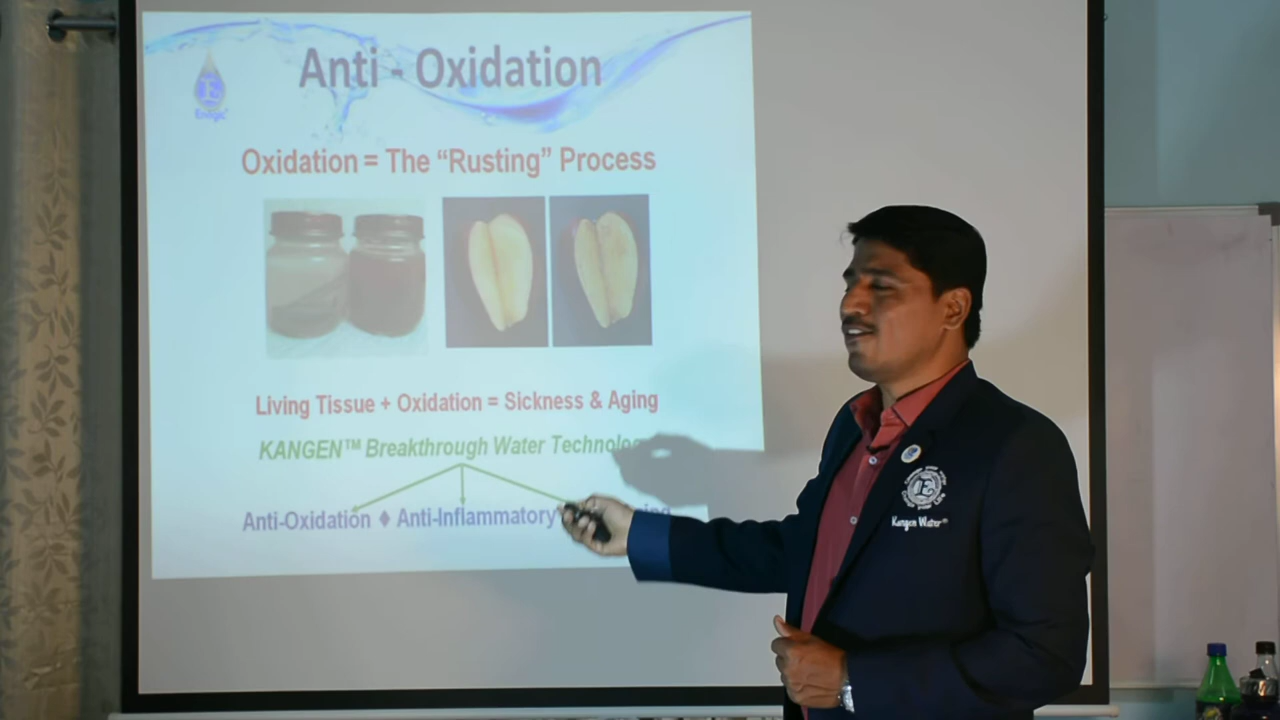 Anti - Oxidation
E
Enagic®
Oxidation = The “Rusting” Process
Living Tissue + Oxidation = Sickness & Aging
KANGEN™ Breakthrough Water
Anti-Oxidation ♦ Anti-Inflammatory
E
Kangen Water®